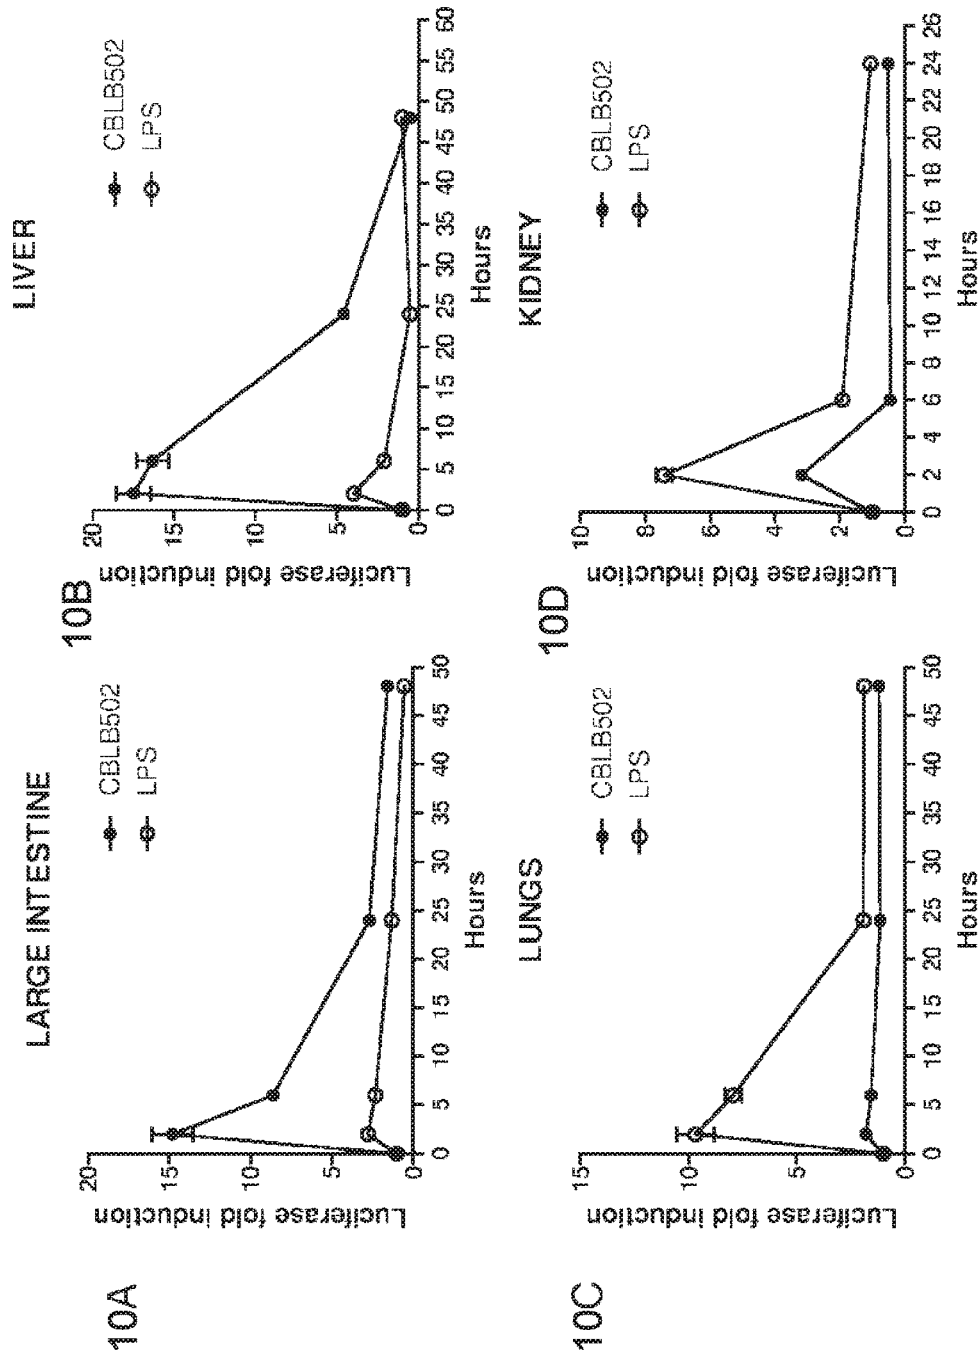 10A
LARGE INTESTINE
Luciferase fold induction
20
15
10
5
0
CBLB502
LPS
0
5
10
15
20
25
30
35
40
45
50
Hours
10B
LIVER
Luciferase fold induction
20
15
10
5
0
CBLB502
LPS
0
5
10
15
20
25
30
35
40
45
50
55
60
Hours
10C
LUNGS
Luciferase fold induction
15
10
5
0
CBLB502
LPS
0
5
10
15
20
25
30
35
40
45
50
Hours
10D
KIDNEY
Luciferase fold induction
10
8
6
4
2
0
CBLB502
LPS
0
2
4
6
8
10
12
14
16
18
20
22
24
26
Hours